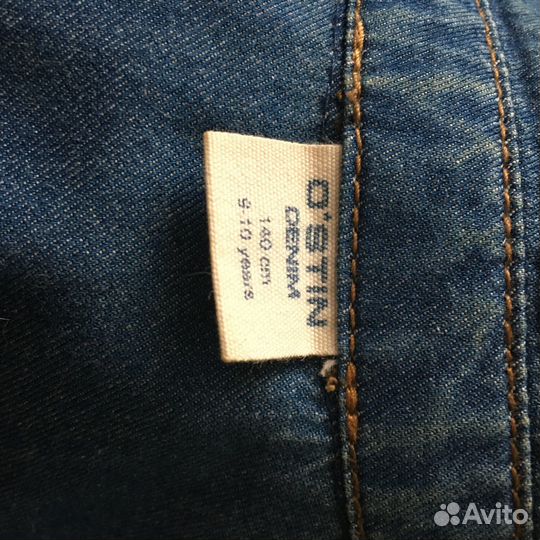 O'STIN
DENIM
140 cm
9-10 years
Avito